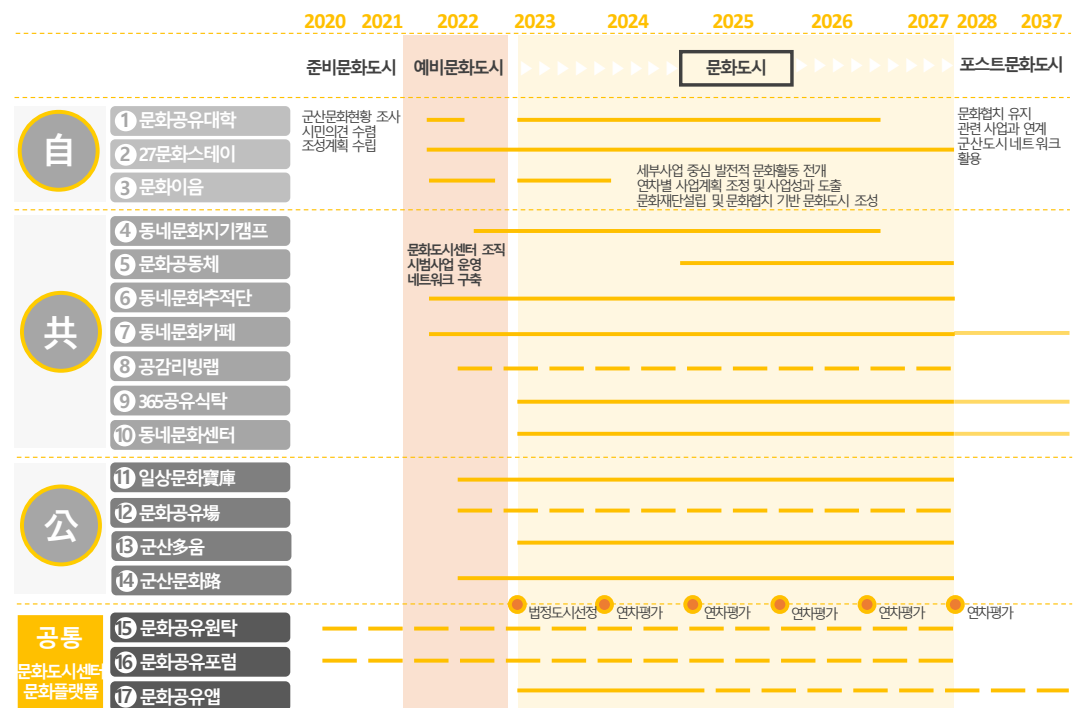 2020 2021 2022 2023 2024 2025 2026 2027 2028 2037
준비문화도시 예비문화도시 문화도시 포스트문화도시
自
1 문화공유대학
2 27문화스테이
3 문화이음
군산문화현황 조사
시민의견 수렴
조성계획 수립
문화협치 유지
관련 사업과 연계
군산도시네트워크
활용
세부사업 중심 발전적 문화활동 전개
연차별 사업계획 조정 및 사업성과 도출
문화재단설립 및 문화협치 기반 문화도시 조성
共
4 동네문화지기캠프
5 문화공동체
6 동네문화추적단
7 동네문화카페
8 공감리빙랩
9 365공유식탁
10 동네문화센터
문화도시센터 조직
시범사업 운영
네트워크 구축
公
11 일상문화寶庫
12 문화공유場
13 군산多움
14 군산문화路
법정도시선정 연차평가 연차평가 연차평가 연차평가 연차평가
공통
문화도시센터
문화플랫폼
15 문화공유원탁
16 문화공유포럼
17 문화공유앱